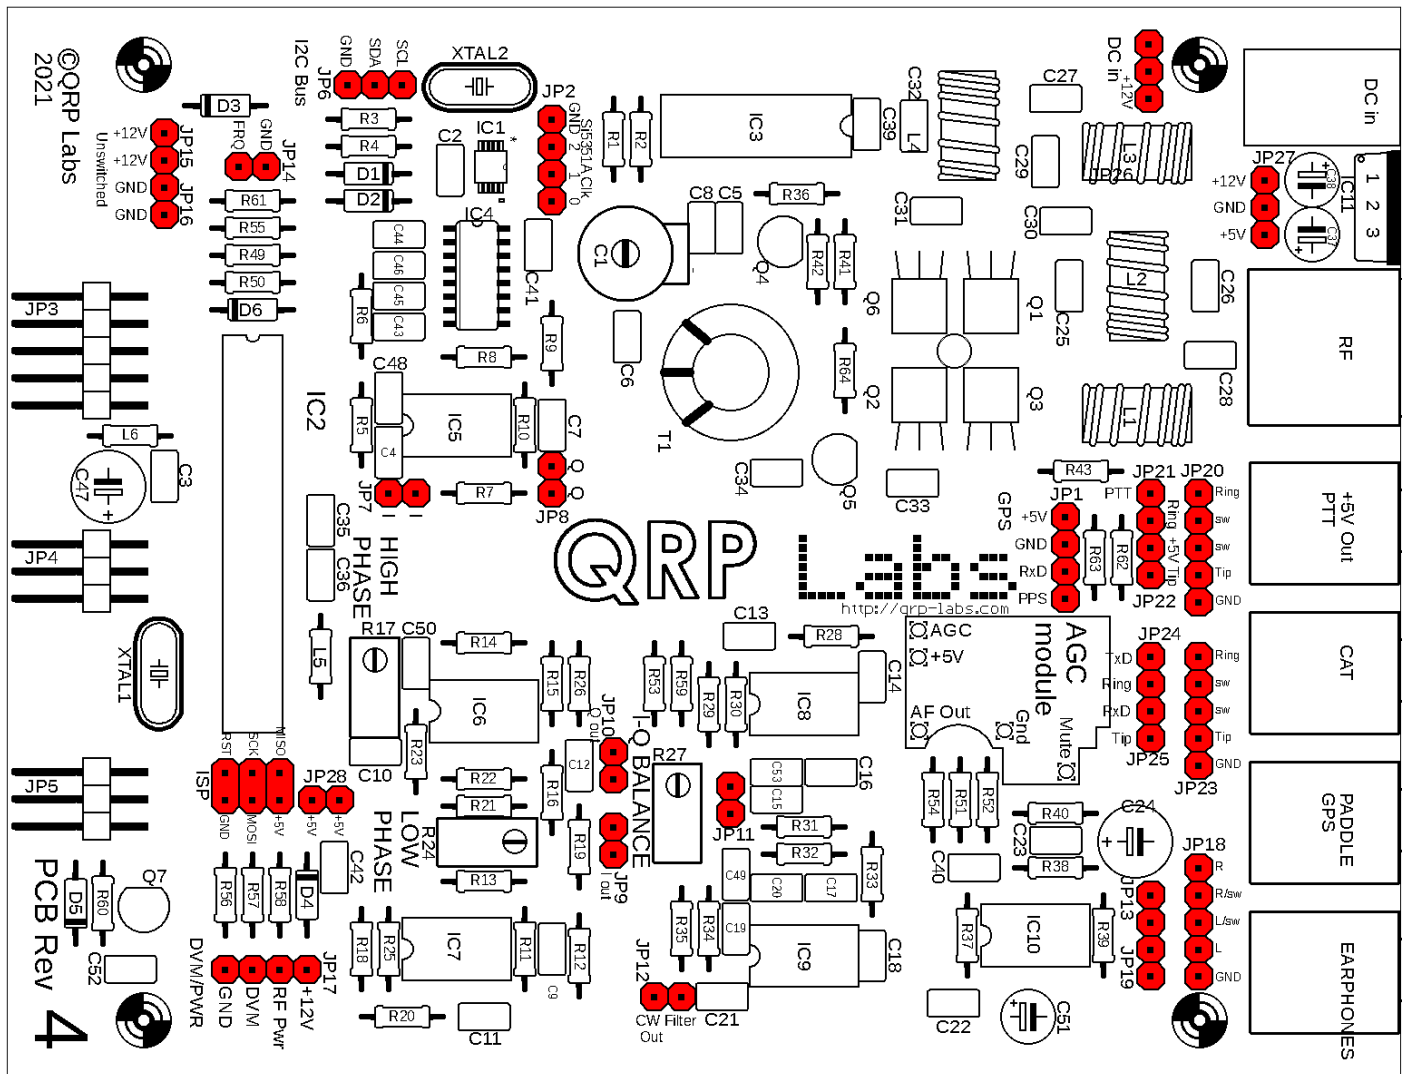 ©QRP Labs
2021
D3
+12V
+12V
GND
GND
Unswitched
JP15
JP16
FRQ
GND
JP14
R61
R55
R49
R50
D6
I2C Bus
GND
SDA
SCL
JP6
XTAL2
R3
R4
D1
D2
C2
IC1
*
JP2
GND
2
1
0
Si5351A Clk
IC4
C44
C46
C45
C43
C41
R6
R8
R9
C48
R5
C4
IC5
R10
C7
Q
Q
JP7
I
I
R7
JP8
IC2
R1
R2
IC3
C39
C32
L4
C27
DC in
+12V
DC in
C29
L3
JP26
JP27
+12V
GND
+5V
C38
C37
C11
1
2
3
C8
C5
R36
C1
Q4
R42
R41
C31
C30
C6
T1
R64
Q6
Q1
Q2
Q3
C25
L2
C26
C28
L1
RF
C34
Q5
C33
R43
JP3
L6
C47
+
C3
JP4
XTAL1
JP5
C35
C36
HIGH
PHASE
L5
QRP
Labs
http://qrp-labs.com
GPS
JP1
+5V
GND
RxD
PPS
R63
R62
JP21
PTT
Ring
+5V
Tip
JP22
JP20
Ring
sw
sw
Tip
GND
+5V Out
PTT
R17
C50
R14
IC6
R23
C10
R15
R26
R22
R21
R16
C12
LOW
PHASE
R24
R13
R19
JP10
Q out
I-Q BALANCE
JP9
I out
R53
R59
R29
R30
C13
R28
IC8
C14
R27
JP11
C53
C15
C16
R31
R32
C49
C20
C17
R33
R35
R34
C19
IC9
C18
JP12
CW Filter
Out
C21
AGC
+5V
AGC
module
AF Out
Gnd
Mute
JP24
TxD
Ring
RxD
Tip
JP25
Ring
sw
sw
Tip
GND
JP23
CAT
R54
R51
R52
R40
C23
R38
C24
+
C40
R37
IC10
R39
C22
C51
+
JP13
JP19
JP18
R
R/sw
L/sw
L
GND
PADDLE
GPS
EARPHONES
RST
SCK
MISO
ISP
GND
MOSI
+5V
JP28
+5V
+5V
C42
R56
R57
R58
D4
PCB Rev
4
D5
R60
Q7
C52
DVM/PWR
GND
DVM
RF Pwr
+12V
JP17
R18
R25
IC7
R11
C9
R12
R20
C11